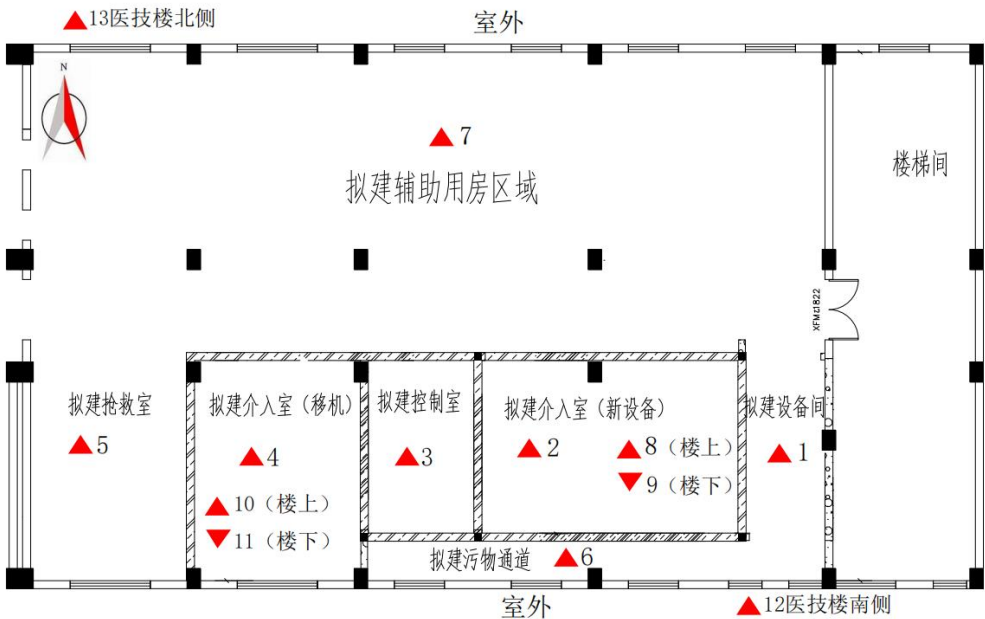 13医技楼北侧
室外
N
7
拟建辅助用房区域
楼梯间
XFM乙1822
拟建抢救室
拟建介入室（移机）
拟建控制室
拟建介入室（新设备）
拟建设备间
5
4
3
2
8（楼上）
1
9（楼下）
10（楼上）
11（楼下）
拟建污物通道
6
室外
12医技楼南侧